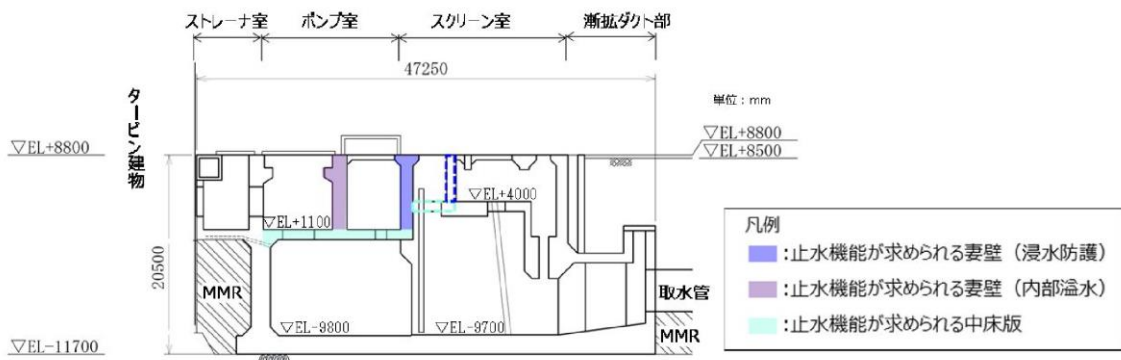 ストレーナ室 ポンプ室 スクリーン室 漸拡ダクト部
47250
タービン建物
単位：mm
▽EL+8800
▽EL+8800
▽EL+8500
▽EL+4000
▽EL+1100
20500
MMR
取水管
▽EL-9800
▽EL-9700
MMR
▽EL-11700
凡例
：止水機能が求められる妻壁（浸水防護）
：止水機能が求められる妻壁（内部溢水）
：止水機能が求められる中床版